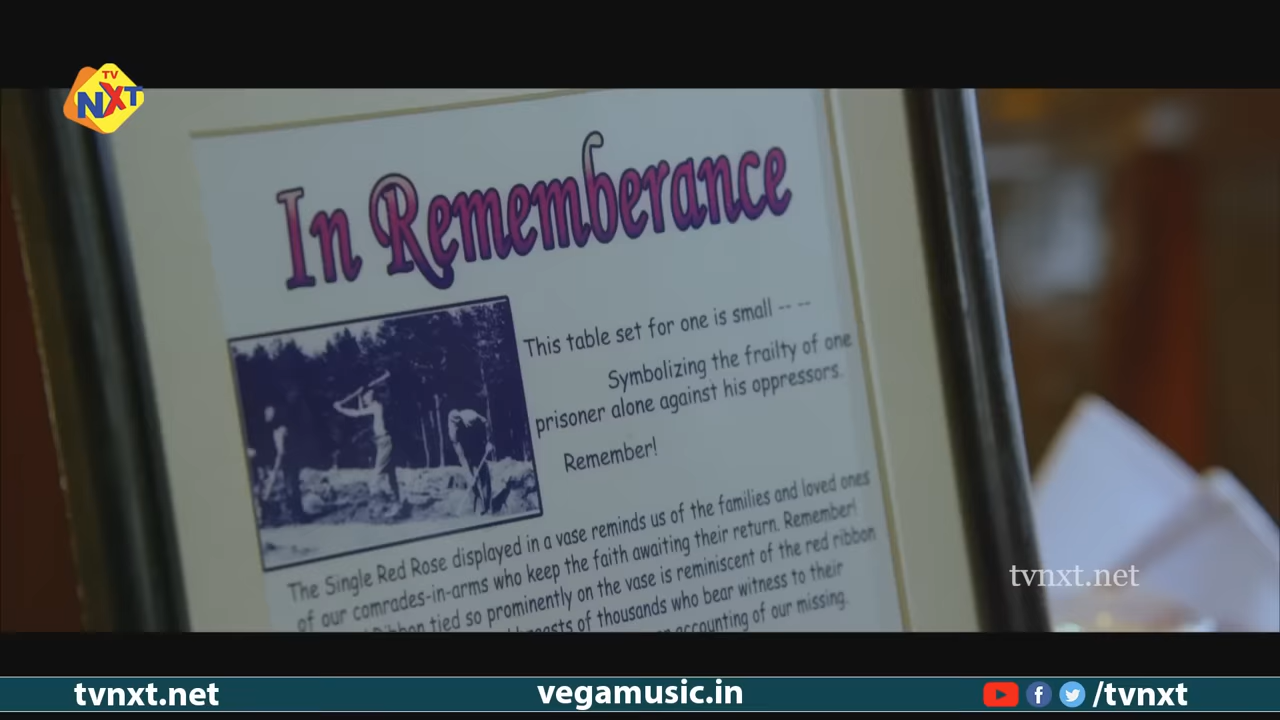 TV
NXT
In Rememberance
This table set for one is small -- --
Symbolizing the frailty of one
prisoner alone against his oppressors.
Remember!
The Single Red Rose displayed in a vase reminds us of the families and loved ones
of our comrades-in-arms who keep the faith awaiting their return. Remember!
Ribbon tied so prominently on the vase is reminiscent of the red ribbon
of thousands who bear witness to their
accounting of our missing.
tvnxt.net
tvnxt.net
vegamusic.in
/tvnxt